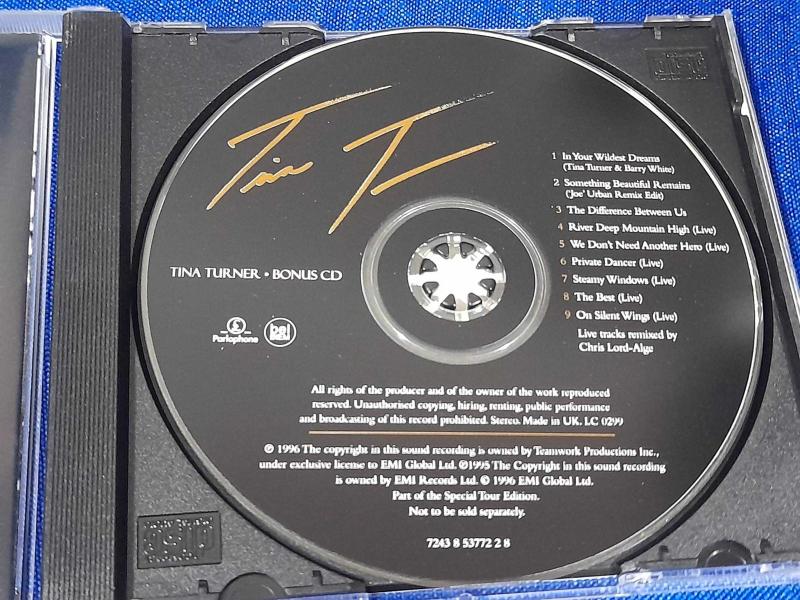 Tina T
TINA TURNER • BONUS CD
1 In Your Wildest Dreams
(Tina Turner & Barry White)
2 Something Beautiful Remains
('Joe' Urban Remix Edit)
3 The Difference Between Us
4 River Deep Mountain High (Live)
5 We Don't Need Another Hero (Live)
6 Private Dancer (Live)
7 Steamy Windows (Live)
8 The Best (Live)
9 On Silent Wings (Live)
Live tracks remixed by
Chris Lord-Alge
Parlophone
All rights of the producer and of the owner of the work reproduced
reserved. Unauthorised copying, hiring, renting, public performance
and broadcasting of this record prohibited. Stereo. Made in UK. LC 0299
℗ 1996 The copyright in this sound recording is owned by Teamwork Productions Inc.,
under exclusive license to EMI Global Ltd. ℗1995 The Copyright in this sound recording
is owned by EMI Records Ltd. © 1996 EMI Global Ltd.
Part of the Special Tour Edition.
Not to be sold separately.
7243 8 53772 2 8